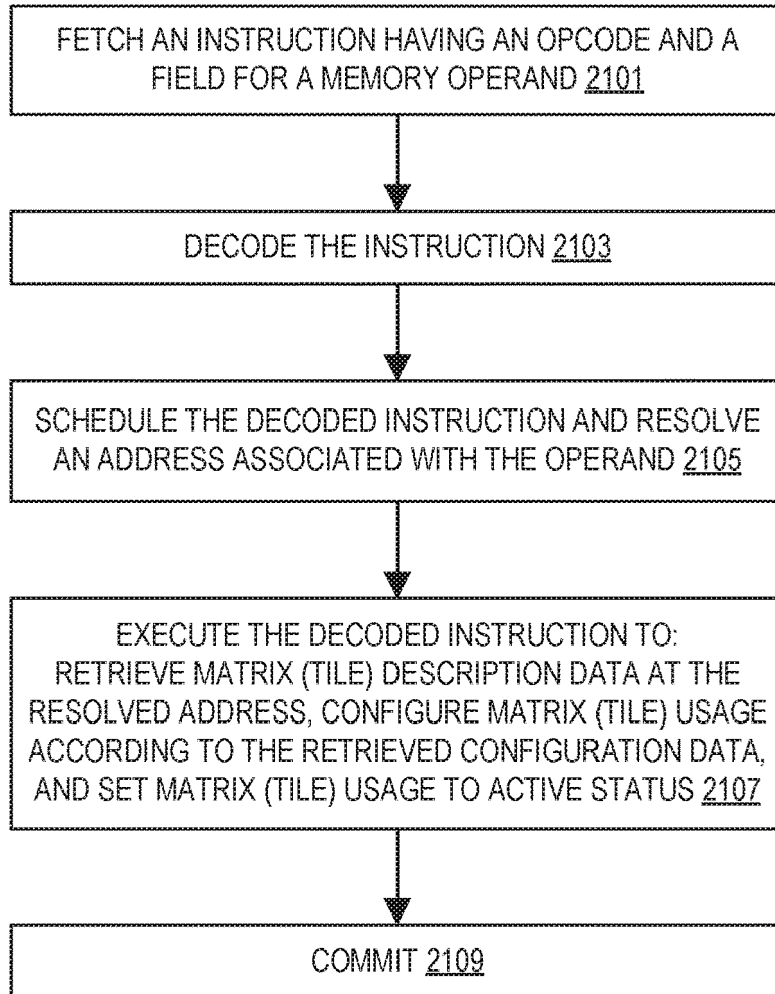 FETCH AN INSTRUCTION HAVING AN OPCODE AND A
FIELD FOR A MEMORY OPERAND 2101
DECODE THE INSTRUCTION 2103
SCHEDULE THE DECODED INSTRUCTION AND RESOLVE
AN ADDRESS ASSOCIATED WITH THE OPERAND 2105
EXECUTE THE DECODED INSTRUCTION TO:
RETRIEVE MATRIX (TILE) DESCRIPTION DATA AT THE
RESOLVED ADDRESS, CONFIGURE MATRIX (TILE) USAGE
ACCORDING TO THE RETRIEVED CONFIGURATION DATA,
AND SET MATRIX (TILE) USAGE TO ACTIVE STATUS 2107
COMMIT 2109